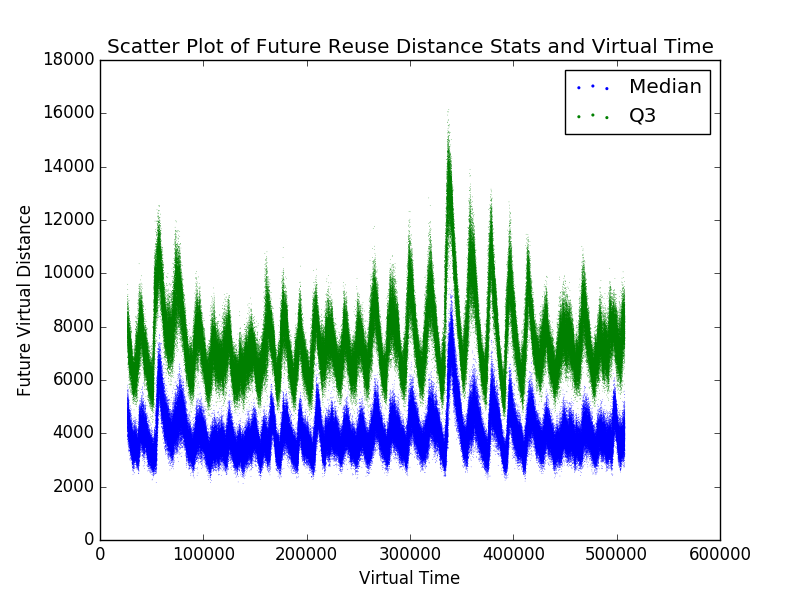 Scatter Plot of Future Reuse Distance Stats and Virtual Time
18000
16000
14000
12000
10000
8000
6000
4000
2000
0
Future Virtual Distance
Median
Q3
0 100000 200000 300000 400000 500000 600000
Virtual Time